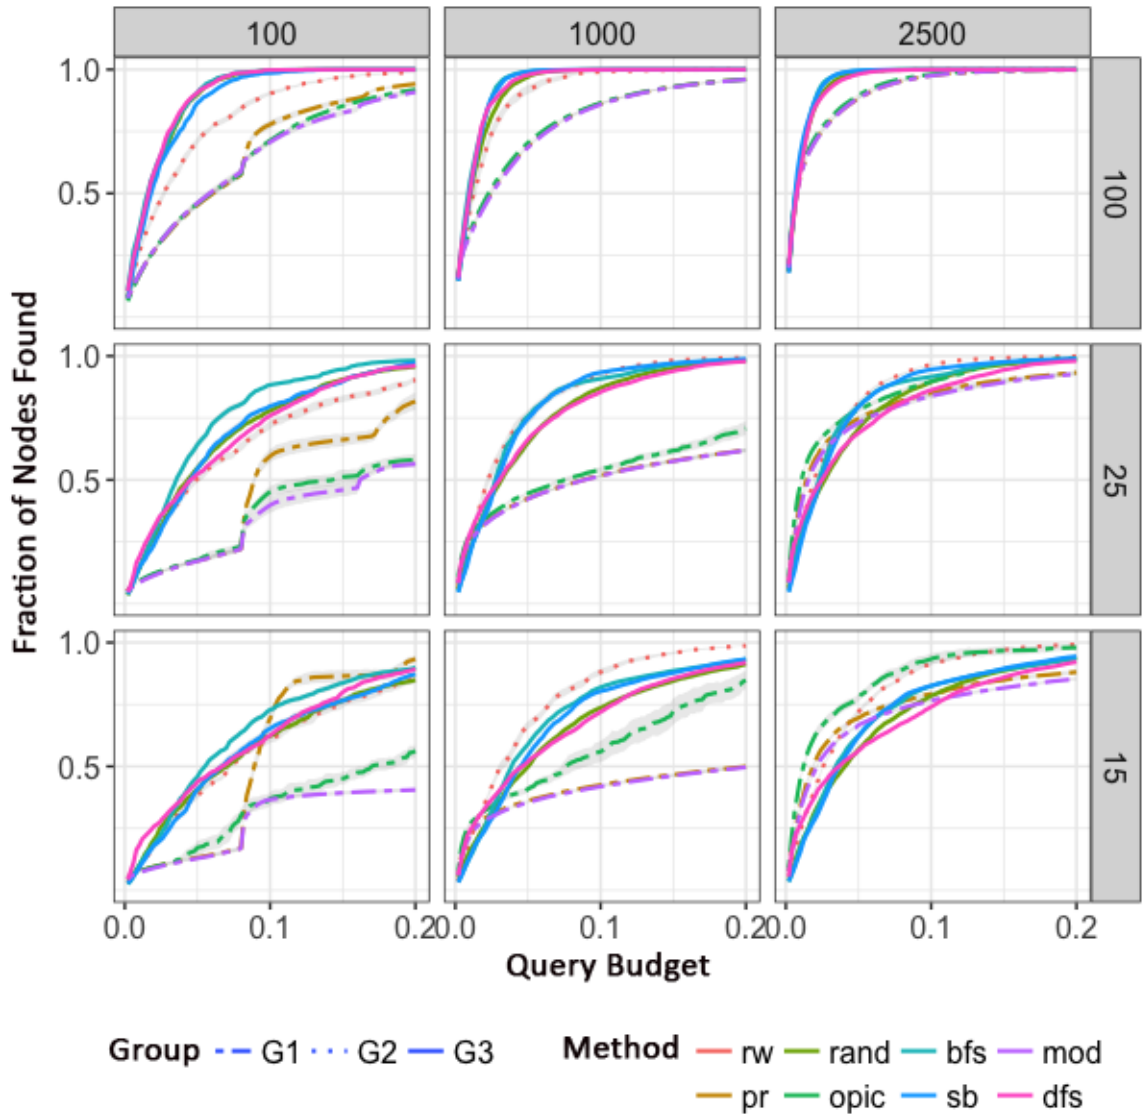 100 1000 2500
1.0
0.5
100
1.0
0.5
25
1.0
0.5
15
Fraction of Nodes Found
0.0 0.1 0.2 0.0 0.1 0.2 0.0 0.1 0.2
Query Budget
Group G1 G2 G3 Method rw rand bfs mod
pr opic sb dfs